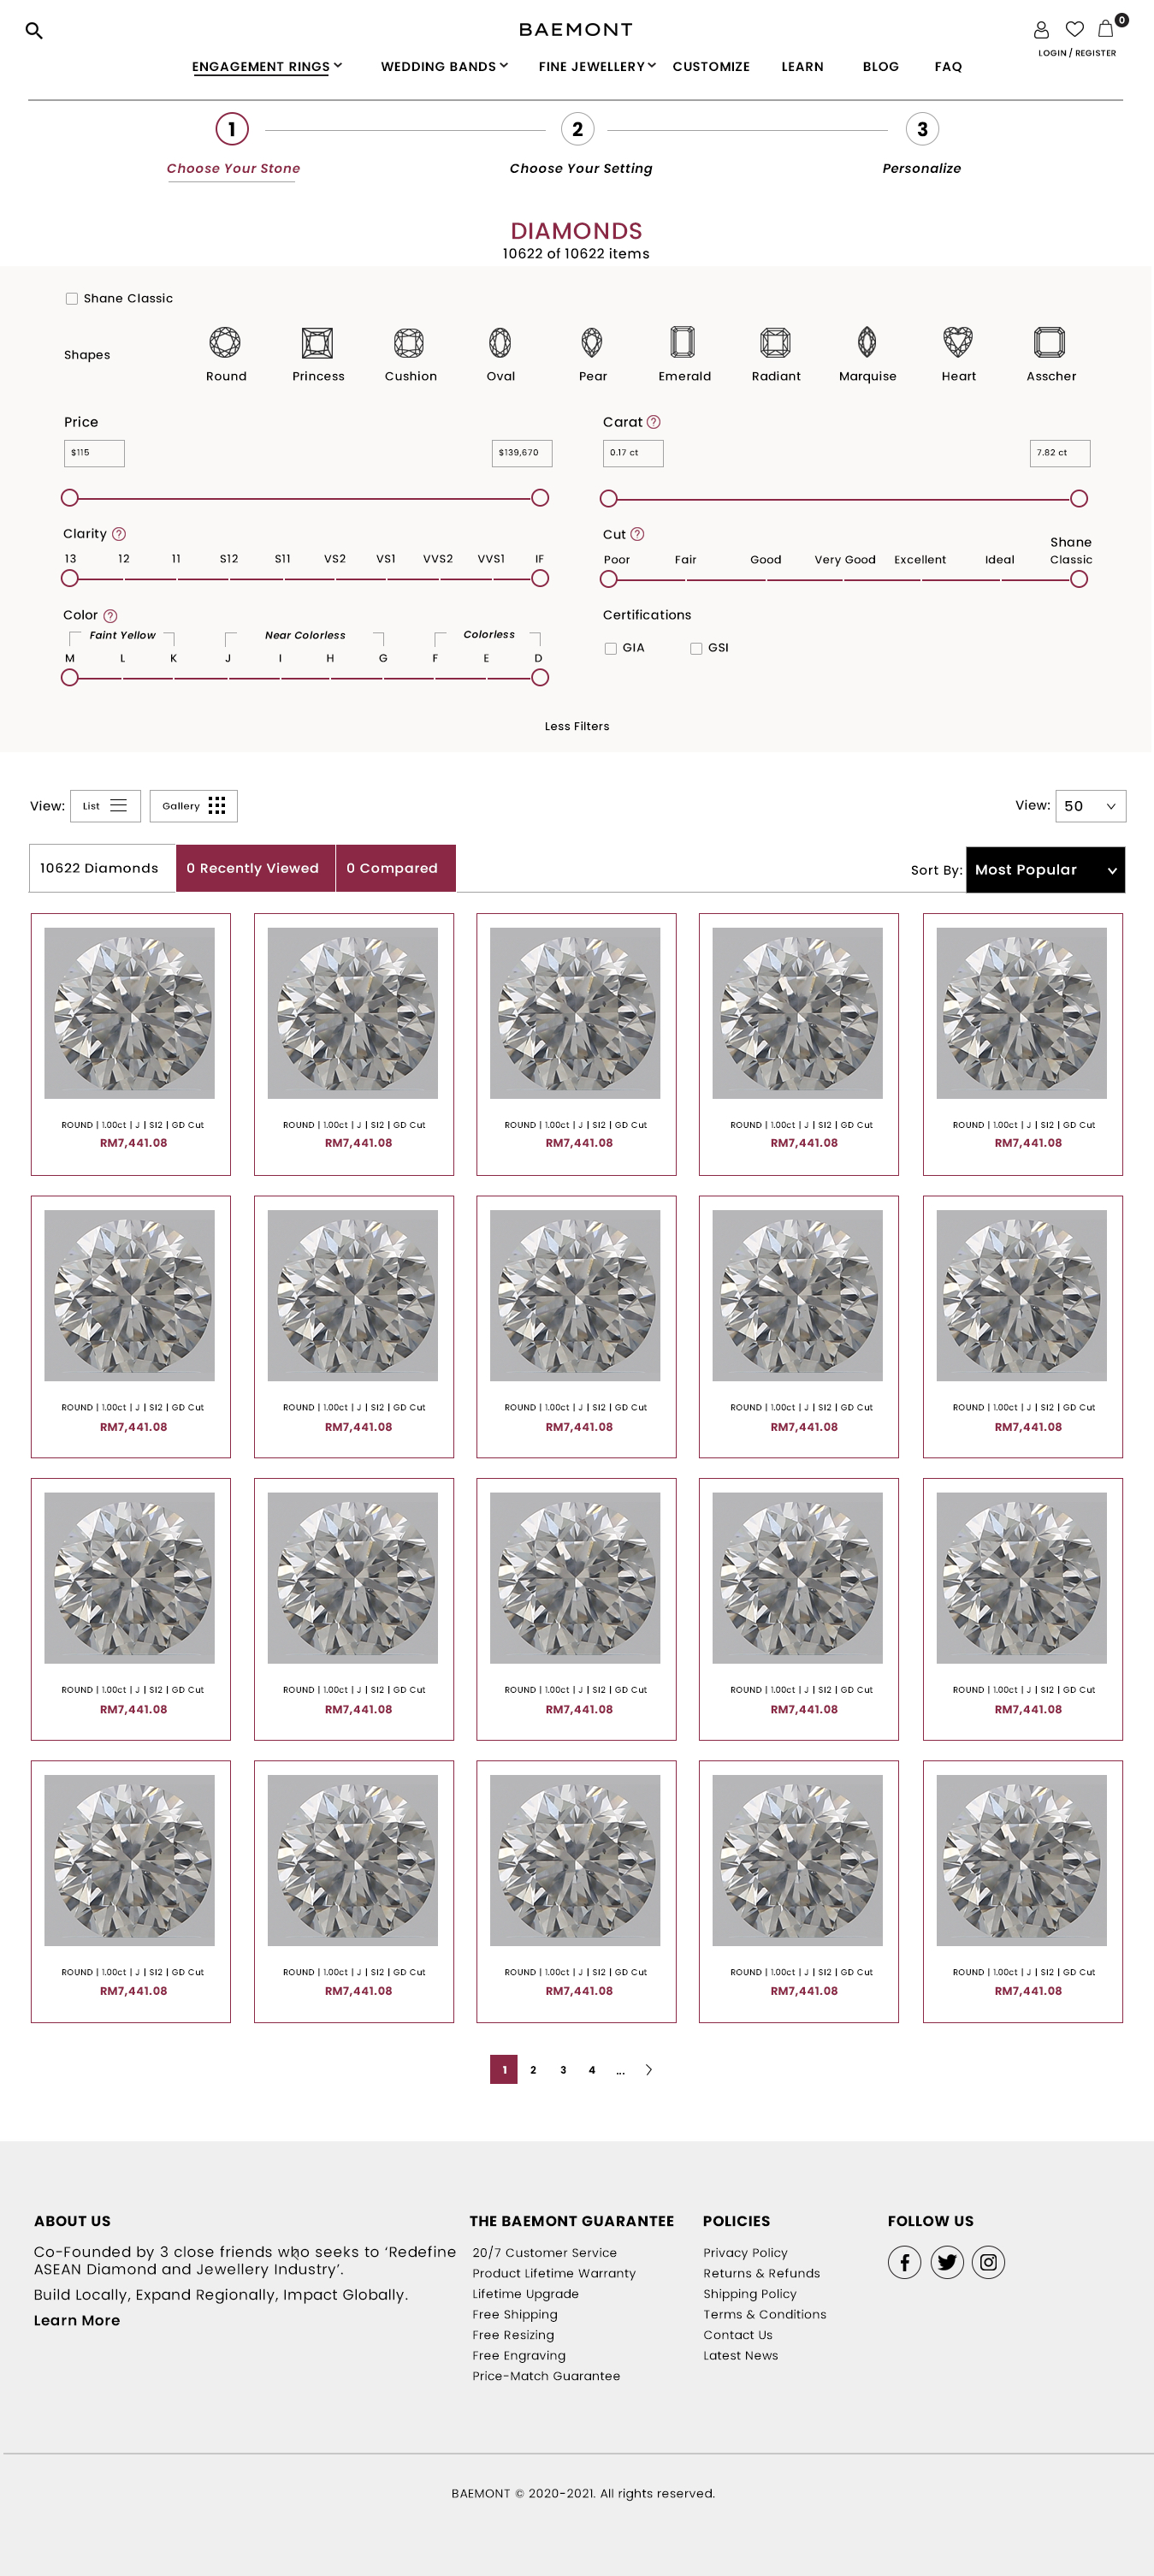 BAEMONT
0
LOGIN / REGISTER
ENGAGEMENT RINGS WEDDING BANDS FINE JEWELLERY CUSTOMIZE LEARN BLOG FAQ
1 2 3
Choose Your Stone Choose Your Setting Personalize
DIAMONDS
10622 of 10622 items
Shane Classic
Shapes
Round Princess Cushion Oval Pear Emerald Radiant Marquise Heart Asscher
Price
$115 $139,670
Carat ?
0.17 ct 7.82 ct
Clarity ?
13 12 11 S12 S11 VS2 VS1 VVS2 VVS1 IF
Cut ?
Poor Fair Good Very Good Excellent Ideal Shane Classic
Color ?
Faint Yellow Near Colorless Colorless
M L K J I H G F E D
Certifications
GIA GSI
Less Filters
View: List Gallery View: 50
10622 Diamonds 0 Recently Viewed 0 Compared Sort By: Most Popular
ROUND | 1.00ct | J | SI2 | GD Cut ROUND | 1.00ct | J | SI2 | GD Cut ROUND | 1.00ct | J | SI2 | GD Cut ROUND | 1.00ct | J | SI2 | GD Cut ROUND | 1.00ct | J | SI2 | GD Cut
RM7,441.08 RM7,441.08 RM7,441.08 RM7,441.08 RM7,441.08
ROUND | 1.00ct | J | SI2 | GD Cut ROUND | 1.00ct | J | SI2 | GD Cut ROUND | 1.00ct | J | SI2 | GD Cut ROUND | 1.00ct | J | SI2 | GD Cut ROUND | 1.00ct | J | SI2 | GD Cut
RM7,441.08 RM7,441.08 RM7,441.08 RM7,441.08 RM7,441.08
ROUND | 1.00ct | J | SI2 | GD Cut ROUND | 1.00ct | J | SI2 | GD Cut ROUND | 1.00ct | J | SI2 | GD Cut ROUND | 1.00ct | J | SI2 | GD Cut ROUND | 1.00ct | J | SI2 | GD Cut
RM7,441.08 RM7,441.08 RM7,441.08 RM7,441.08 RM7,441.08
ROUND | 1.00ct | J | SI2 | GD Cut ROUND | 1.00ct | J | SI2 | GD Cut ROUND | 1.00ct | J | SI2 | GD Cut ROUND | 1.00ct | J | SI2 | GD Cut ROUND | 1.00ct | J | SI2 | GD Cut
RM7,441.08 RM7,441.08 RM7,441.08 RM7,441.08 RM7,441.08
1 2 3 4 ...
ABOUT US
Co-Founded by 3 close friends who seeks to ‘Redefine
ASEAN Diamond and Jewellery Industry’.
Build Locally, Expand Regionally, Impact Globally.
Learn More
THE BAEMONT GUARANTEE
20/7 Customer Service
Product Lifetime Warranty
Lifetime Upgrade
Free Shipping
Free Resizing
Free Engraving
Price-Match Guarantee
POLICIES
Privacy Policy
Returns & Refunds
Shipping Policy
Terms & Conditions
Contact Us
Latest News
FOLLOW US
BAEMONT © 2020-2021. All rights reserved.